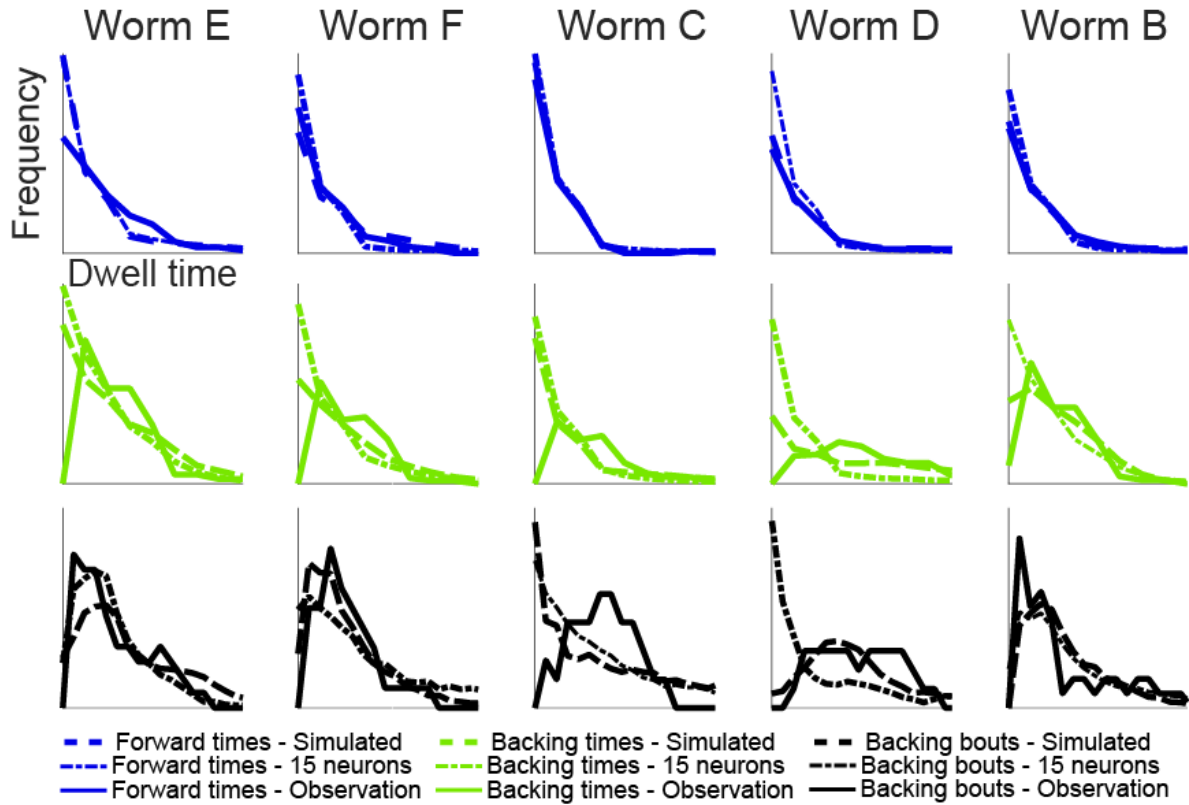 Worm E Worm F Worm C Worm D Worm B
Frequency
Dwell time
Forward times - Simulated Backing times - Simulated Backing bouts - Simulated
Forward times - 15 neurons Backing times - 15 neurons Backing bouts - 15 neurons
Forward times - Observation Backing times - Observation Backing bouts - Observation